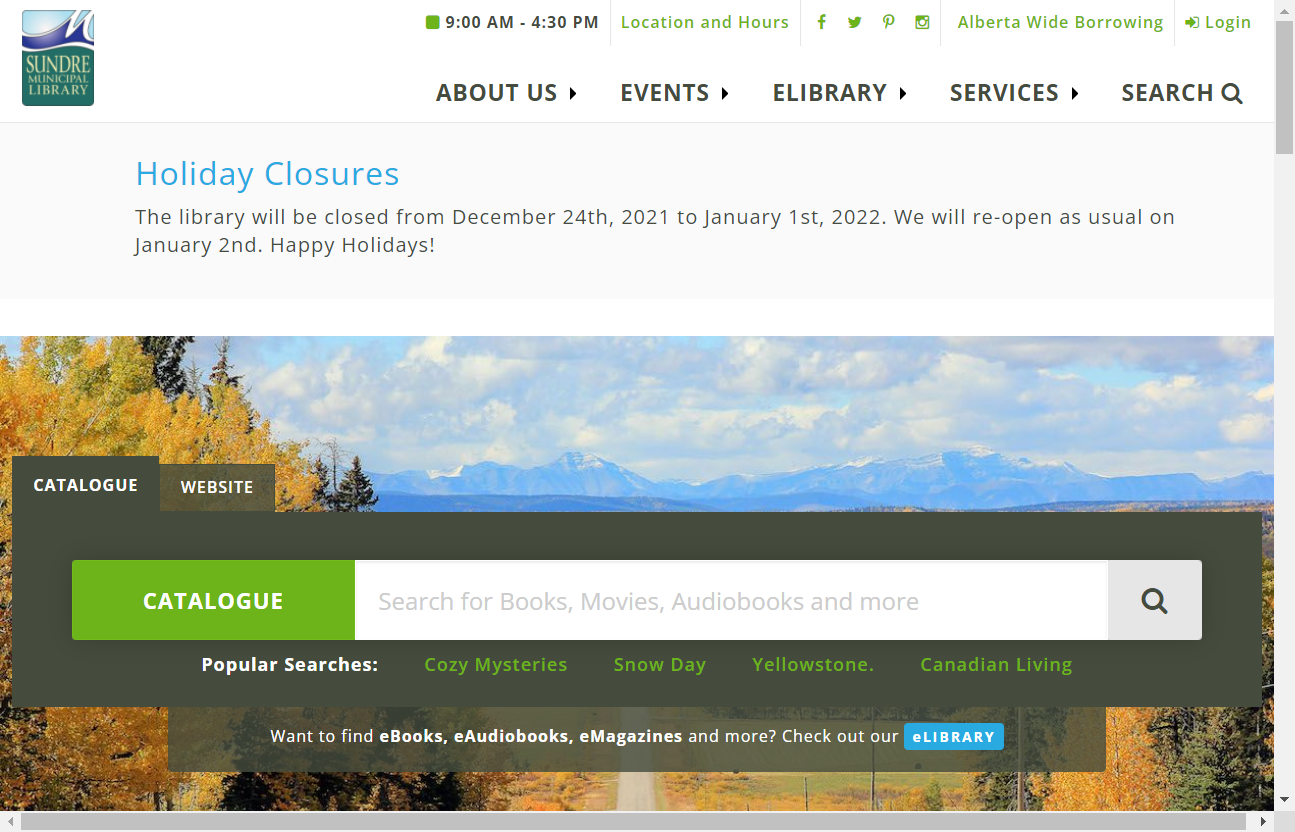 SUNDRE
MUNICIPAL
LIBRARY
9:00 AM - 4:30 PM
Location and Hours
Alberta Wide Borrowing
Login
ABOUT US
EVENTS
ELIBRARY
SERVICES
SEARCH
Holiday Closures
The library will be closed from December 24th, 2021 to January 1st, 2022. We will re-open as usual on
January 2nd. Happy Holidays!
CATALOGUE
WEBSITE
CATALOGUE
Search for Books, Movies, Audiobooks and more
Popular Searches: Cozy Mysteries Snow Day Yellowstone. Canadian Living
Want to find eBooks, eAudiobooks, eMagazines and more? Check out our eLIBRARY